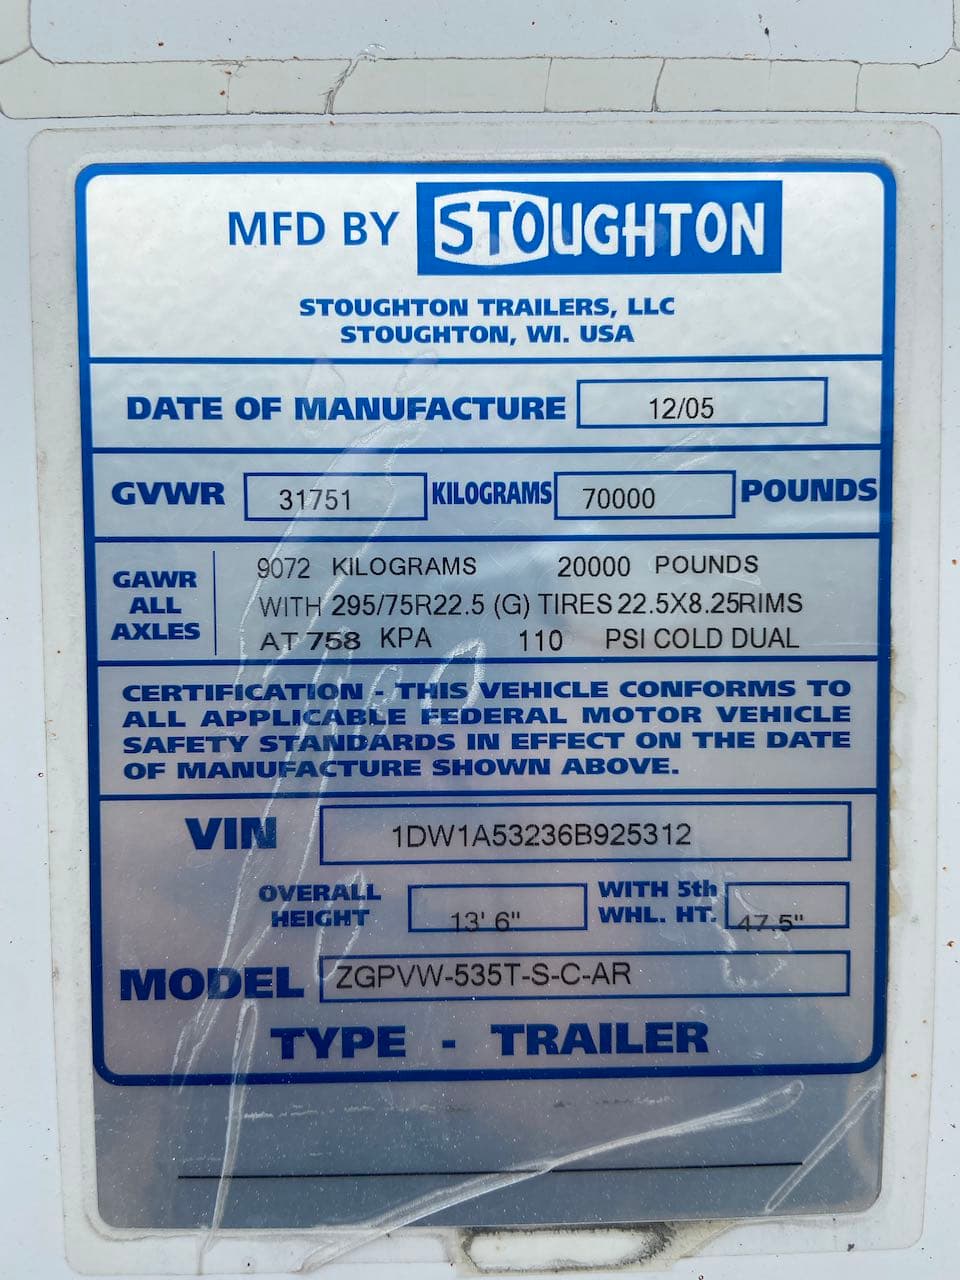 MFD BY STOUGHTON
STOUGHTON TRAILERS, LLC
STOUGHTON, WI. USA
DATE OF MANUFACTURE 12/05
GVWR 31751 KILOGRAMS 70000 POUNDS
GAWR ALL AXLES
9072 KILOGRAMS 20000 POUNDS
WITH 295/75R22.5 (G) TIRES 22.5X8.25RIMS
AT 758 KPA 110 PSI COLD DUAL
CERTIFICATION - THIS VEHICLE CONFORMS TO
ALL APPLICABLE FEDERAL MOTOR VEHICLE
SAFETY STANDARDS IN EFFECT ON THE DATE
OF MANUFACTURE SHOWN ABOVE.
VIN 1DW1A53236B925312
OVERALL HEIGHT 13' 6" WITH 5th WHL. HT. 47.5"
MODEL ZGPVW-535T-S-C-AR
TYPE - TRAILER